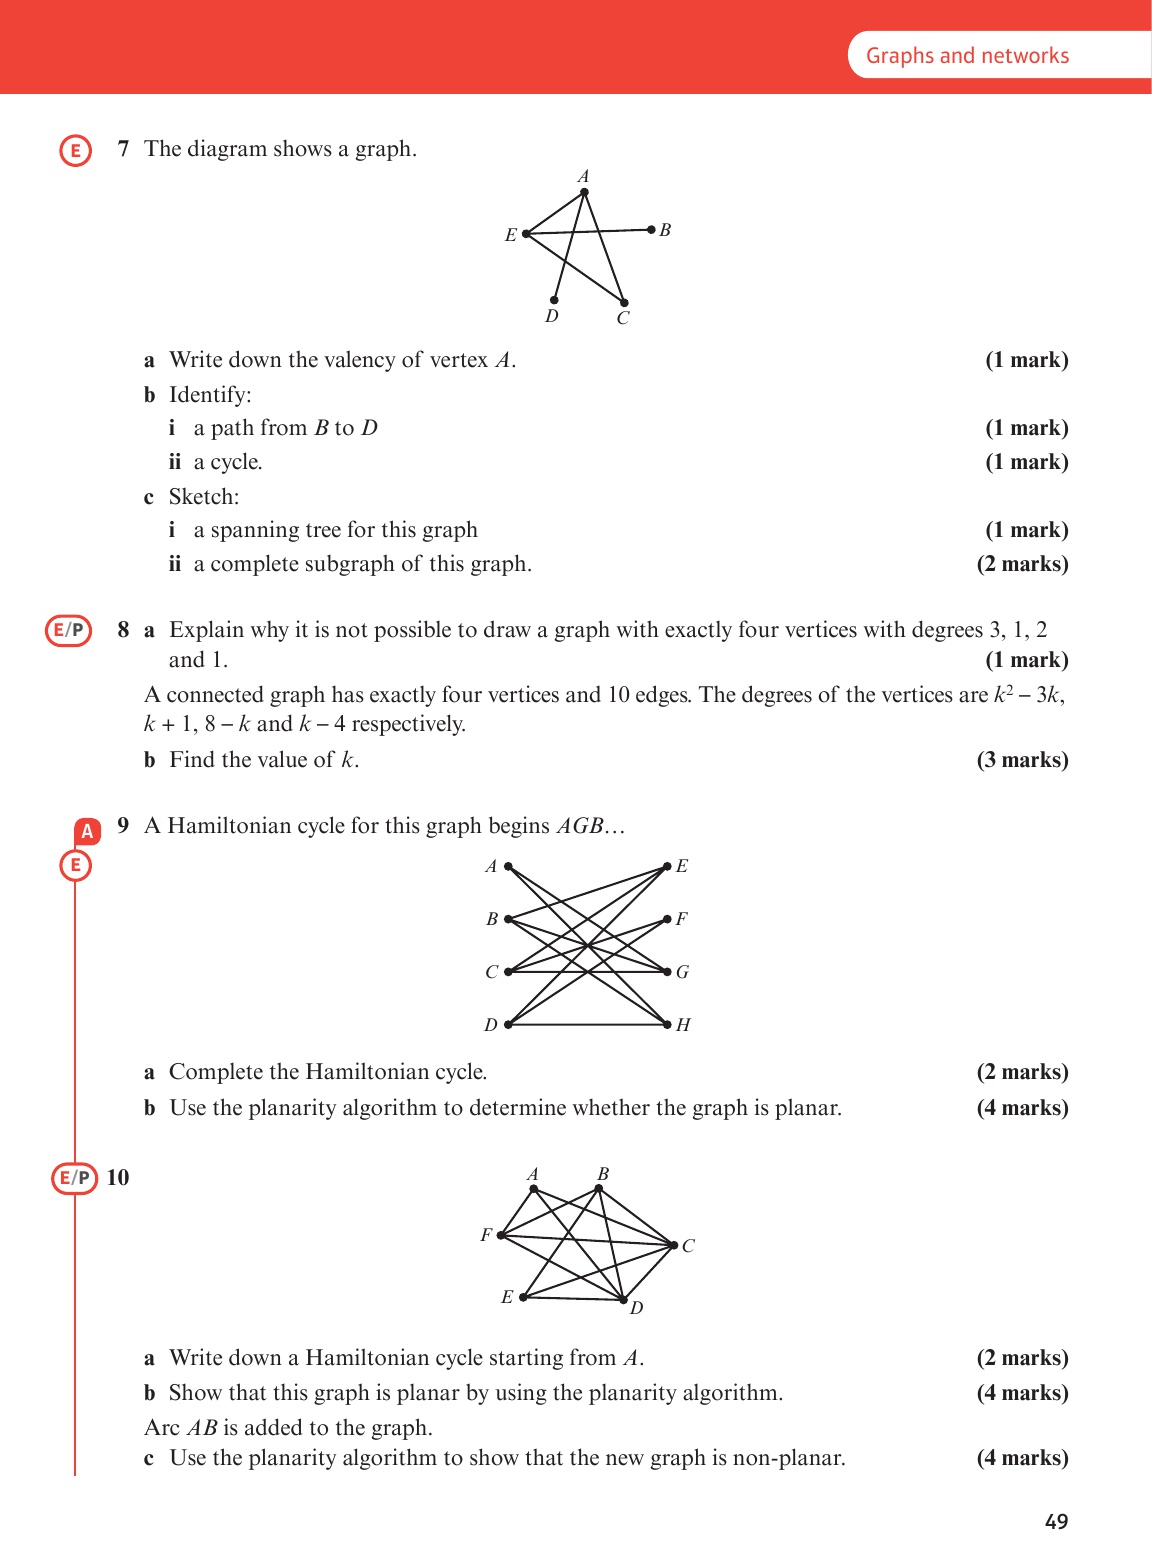 Graphs and networks
E
7 The diagram shows a graph.
A
E
B
D
C
a Write down the valency of vertex A. (1 mark)
b Identify:
i a path from B to D (1 mark)
ii a cycle. (1 mark)
c Sketch:
i a spanning tree for this graph (1 mark)
ii a complete subgraph of this graph. (2 marks)
E/P 8 a Explain why it is not possible to draw a graph with exactly four vertices with degrees 3, 1, 2
and 1. (1 mark)
A connected graph has exactly four vertices and 10 edges. The degrees of the vertices are k² – 3k,
k + 1, 8 – k and k – 4 respectively.
b Find the value of k. (3 marks)
A 9 A Hamiltonian cycle for this graph begins AGB…
E
A E
B F
C G
D H
a Complete the Hamiltonian cycle. (2 marks)
b Use the planarity algorithm to determine whether the graph is planar. (4 marks)
E/P 10
A B
F
C
E
D
a Write down a Hamiltonian cycle starting from A. (2 marks)
b Show that this graph is planar by using the planarity algorithm. (4 marks)
Arc AB is added to the graph.
c Use the planarity algorithm to show that the new graph is non-planar. (4 marks)
49